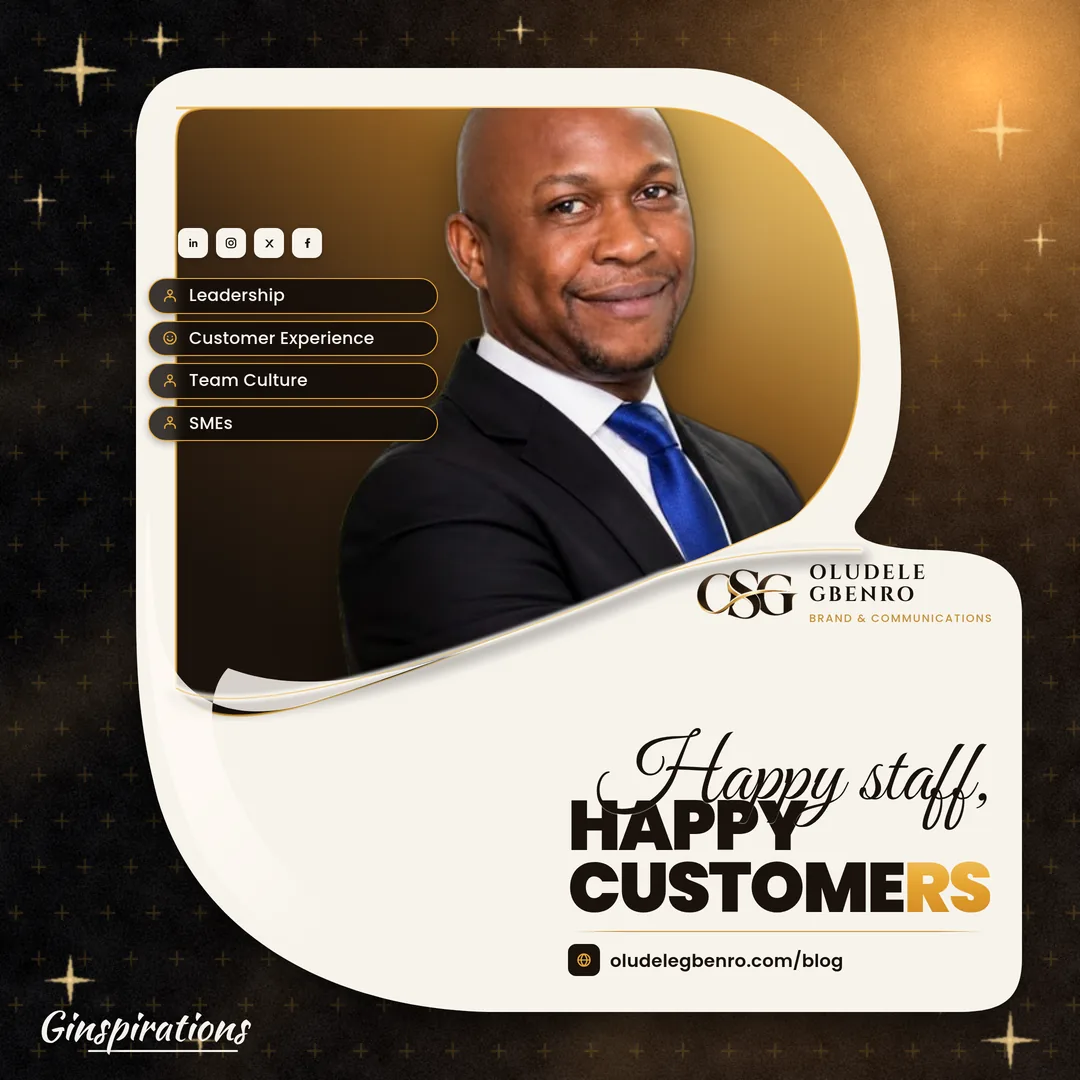 in
X
f
Leadership
Customer Experience
Team Culture
SMEs
OSG
OLUDELE
GBENRO
BRAND & COMMUNICATIONS
Happy staff,
HAPPY
CUSTOMERS
oludelegbenro.com/blog
Ginspirations